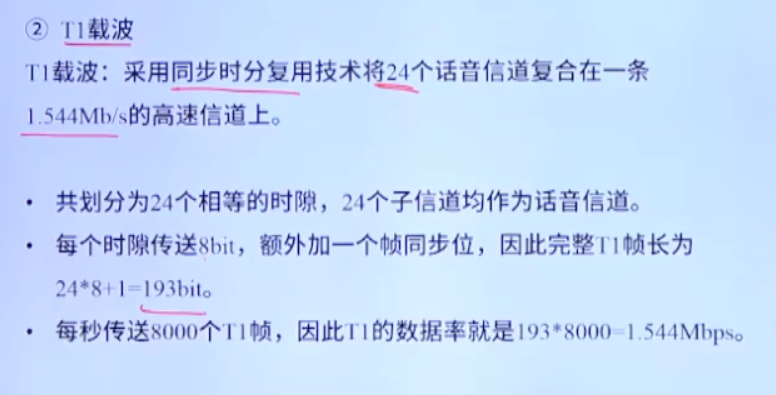 ② T1载波
T1载波：采用同步时分复用技术将24个话音信道复合在一条
1.544Mb/s的高速信道上。
• 共划分为24个相等的时隙，24个子信道均作为话音信道。
• 每个时隙传送8bit，额外加一个帧同步位，因此完整T1帧长为
24*8+1=193bit。
• 每秒传送8000个T1帧，因此T1的数据率就是193*8000=1.544Mbps。